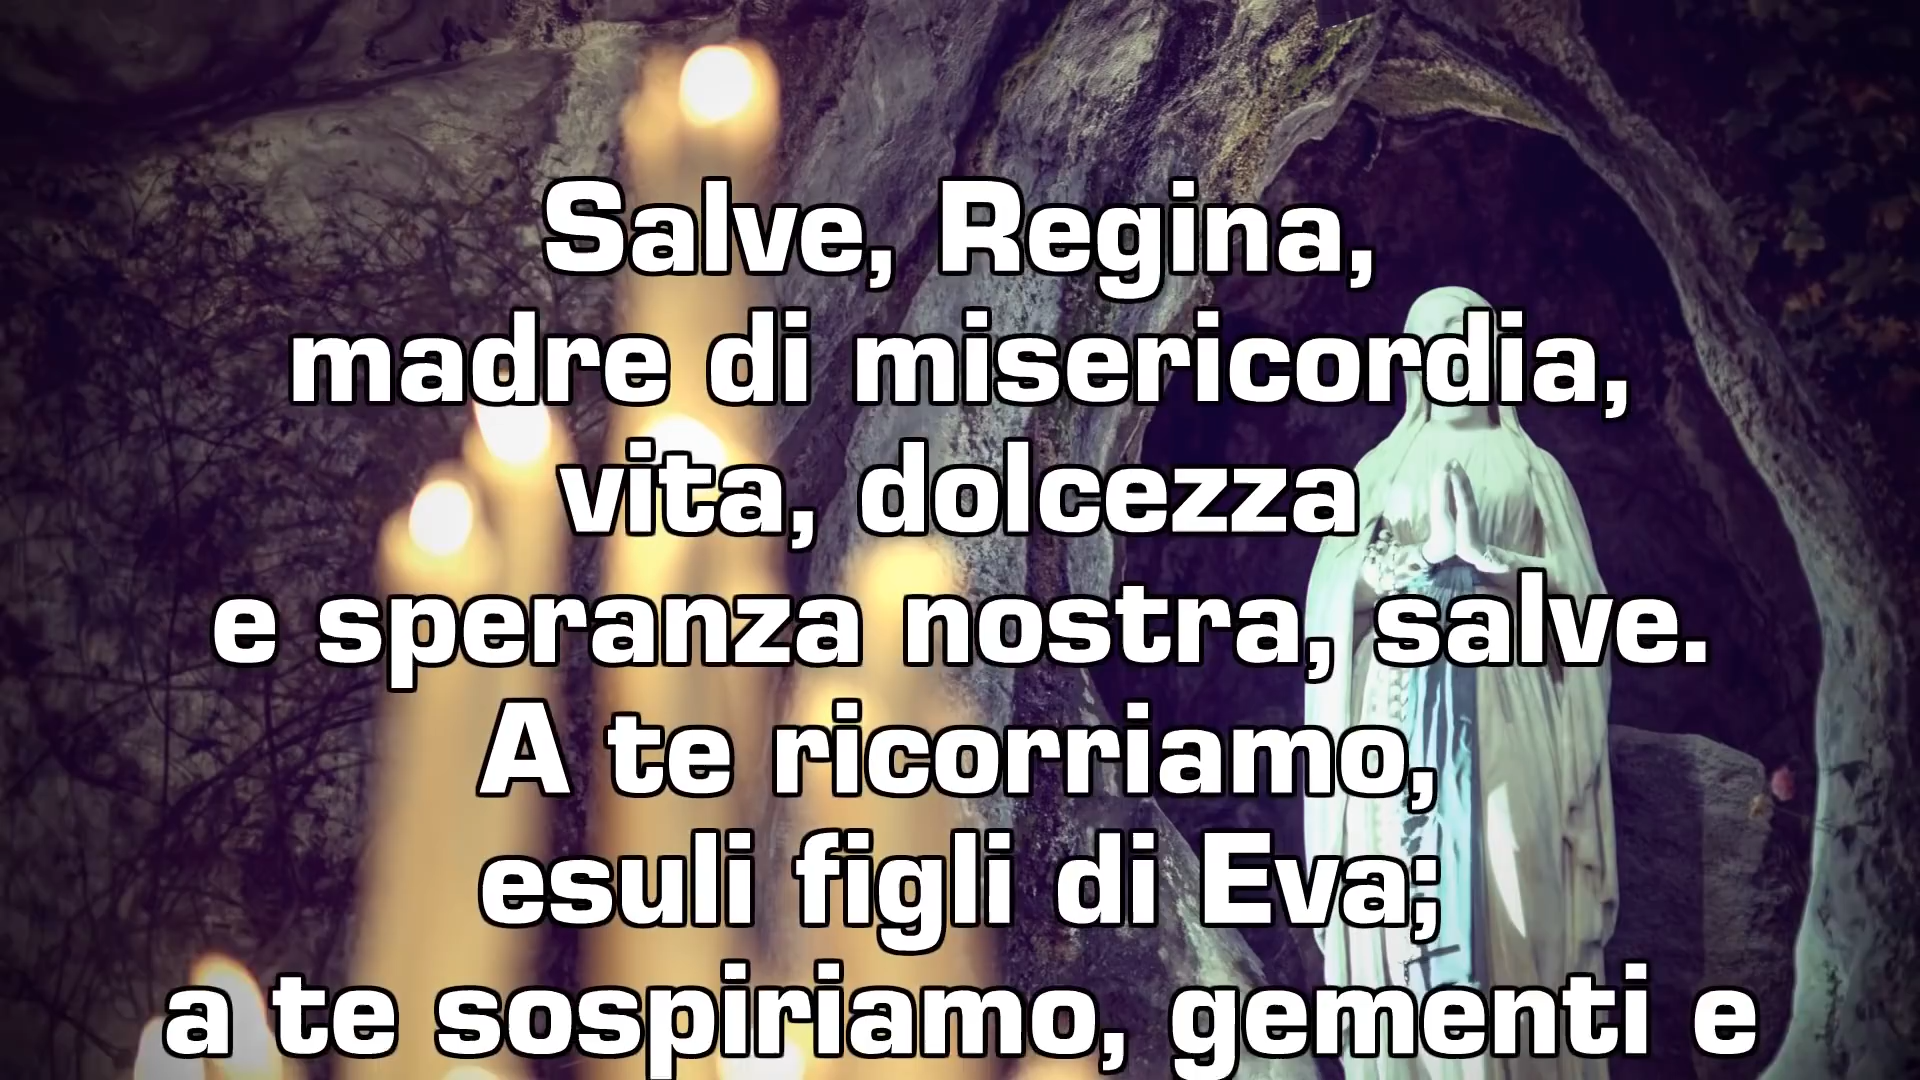 Salve, Regina,
madre di misericordia,
vita, dolcezza
e speranza nostra, salve.
A te ricorriamo,
esuli figli di Eva;
a te sospiriamo, gementi e